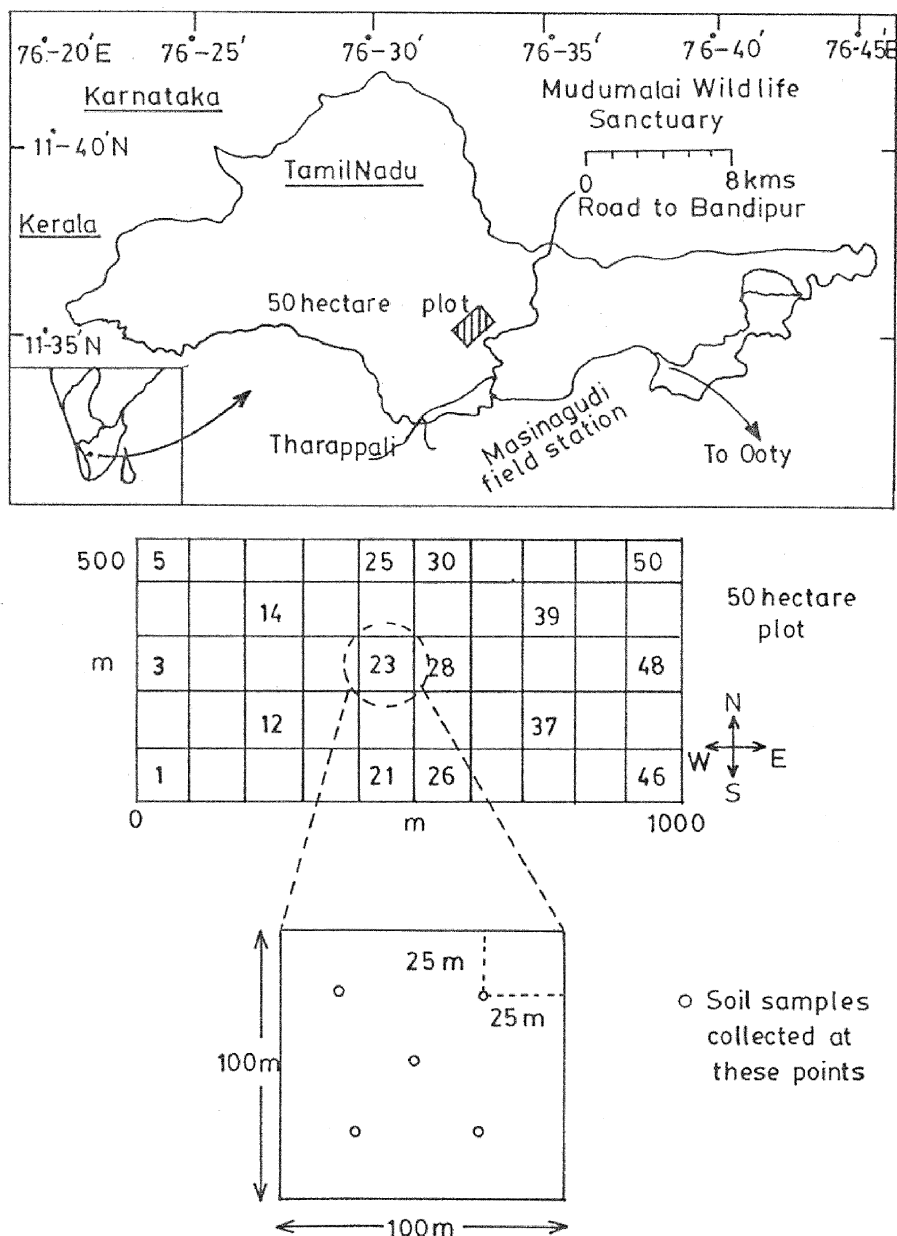 76°-20'E 76°-25' 76°-30' 76°-35' 76°-40' 76°-45'E
Karnataka
Mudumalai Wildlife
Sanctuary
11°-40'N
TamilNadu
0 8kms
Road to Bandipur
Kerala
50 hectare plot
11-35'N
Tharappali
Masinagudi
field station
To Ooty
500 5 25 30 50
50 hectare
plot
14 39
m 3 23 28 48
12 37
N
W E
S
1 21 26 46
0 m 1000
25 m
25 m
100m
100m
Soil samples
collected at
these points